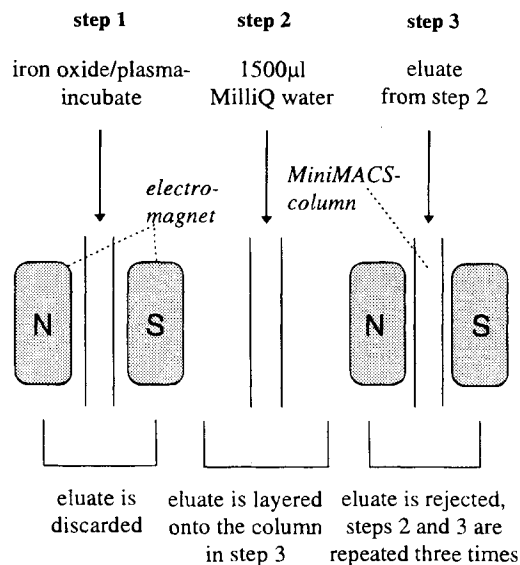 step 1
step 2
step 3
iron oxide/plasma-
incubate
1500µl
MilliQ water
eluate
from step 2
electro-
magnet
MiniMACS-
column
N
S
N
S
eluate is
discarded
eluate is layered
onto the column
in step 3
eluate is rejected,
steps 2 and 3 are
repeated three times